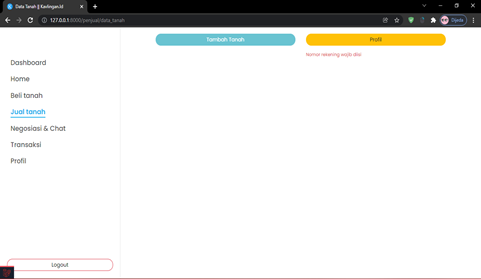 Data Tanah || Kavlingan.id
127.0.0.1:8000/penjual/data_tanah
Dijeda
Tambah Tanah
Profil
Nomor rekening wajib diisi
Dashboard
Home
Beli tanah
Jual tanah
Negosiasi & Chat
Transaksi
Profil
Logout